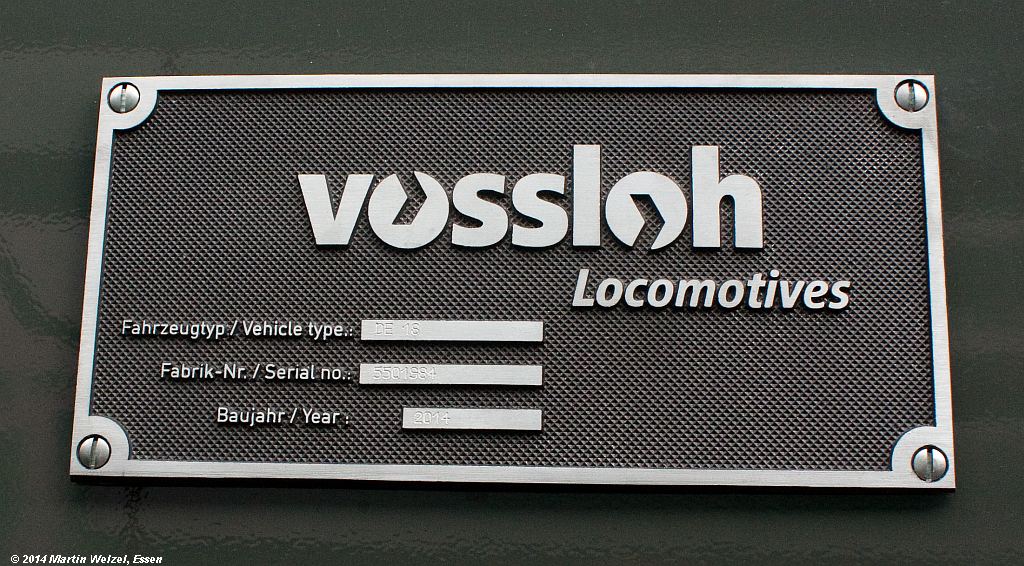 vossloh
Locomotives
Fahrzeugtyp / Vehicle type.: DE 18
Fabrik-Nr. / Serial no.: 5501984
Baujahr / Year : 2014
© 2014 Martin Welzel, Essen